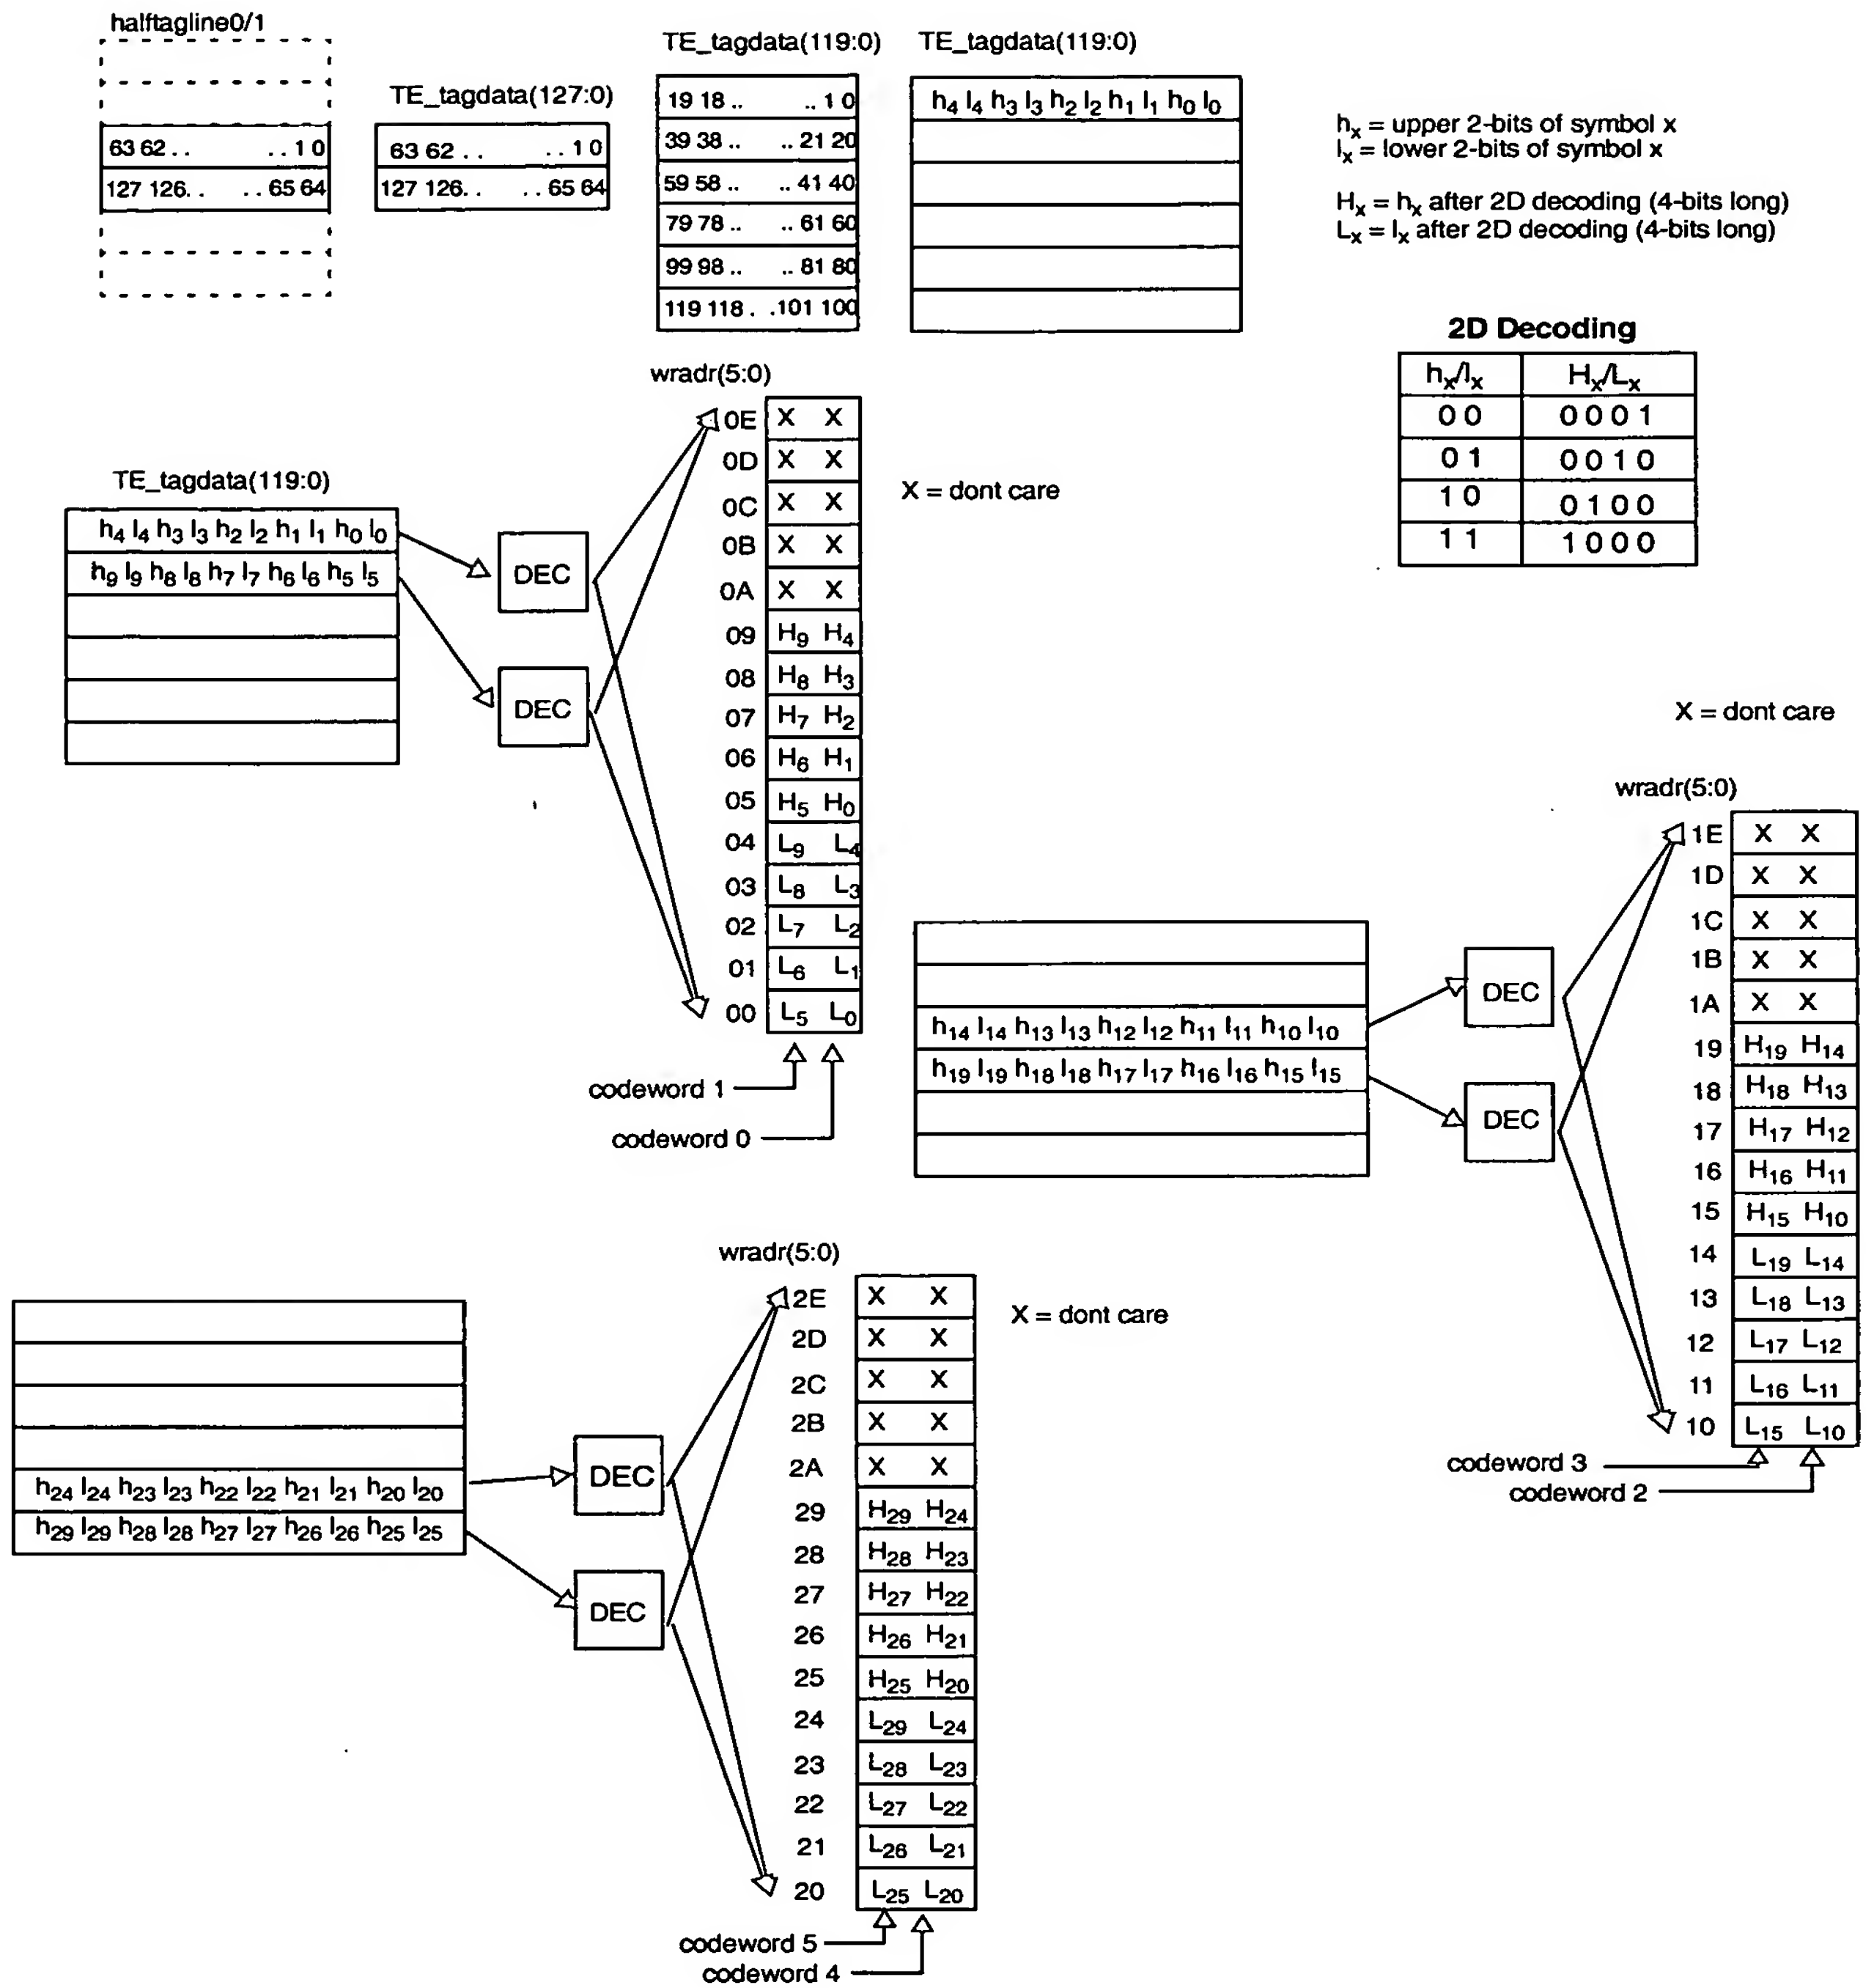 halftagline0/1
63 62 . . . . 1 0
127 126. . . . 65 64
TE_tagdata(127:0)
63 62 . . . . 1 0
127 126. . . . 65 64
TE_tagdata(119:0)
19 18 .. .. 1 0
39 38 .. .. 21 20
59 58 .. .. 41 40
79 78 .. .. 61 60
99 98 .. .. 81 80
119 118 . .101 100
TE_tagdata(119:0)
h4 l4 h3 l3 h2 l2 h1 l1 h0 l0
hx = upper 2-bits of symbol x
lx = lower 2-bits of symbol x
Hx = hx after 2D decoding (4-bits long)
Lx = lx after 2D decoding (4-bits long)
2D Decoding
hx/lx Hx/Lx
0 0 0 0 0 1
0 1 0 0 1 0
1 0 0 1 0 0
1 1 1 0 0 0
TE_tagdata(119:0)
h4 l4 h3 l3 h2 l2 h1 l1 h0 l0
h9 l9 h8 l8 h7 l7 h6 l6 h5 l5
DEC
DEC
wradr(5:0)
0E X X
0D X X
0C X X
0B X X
0A X X
09 H9 H4
08 H8 H3
07 H7 H2
06 H6 H1
05 H5 H0
04 L9 L4
03 L8 L3
02 L7 L2
01 L6 L1
00 L5 L0
X = dont care
codeword 1
codeword 0
h14 l14 h13 l13 h12 l12 h11 l11 h10 l10
h19 l19 h18 l18 h17 l17 h16 l16 h15 l15
DEC
DEC
X = dont care
wradr(5:0)
1E X X
1D X X
1C X X
1B X X
1A X X
19 H19 H14
18 H18 H13
17 H17 H12
16 H16 H11
15 H15 H10
14 L19 L14
13 L18 L13
12 L17 L12
11 L16 L11
10 L15 L10
codeword 3
codeword 2
h24 l24 h23 l23 h22 l22 h21 l21 h20 l20
h29 l29 h28 l28 h27 l27 h26 l26 h25 l25
DEC
DEC
wradr(5:0)
2E X X
2D X X
2C X X
2B X X
2A X X
29 H29 H24
28 H28 H23
27 H27 H22
26 H26 H21
25 H25 H20
24 L29 L24
23 L28 L23
22 L27 L22
21 L26 L21
20 L25 L20
X = dont care
codeword 5
codeword 4